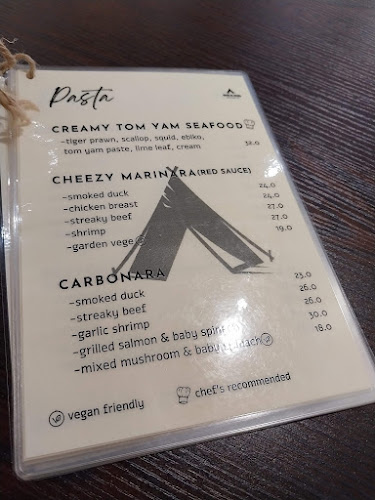 Pasta
CREAMY TOM YAM SEAFOOD
-tiger prawn, scallop, squid, ebiko,
tom yam paste, lime leaf, cream 32.0
CHEEZY MARINARA (RED SAUCE)
-smoked duck 24.0
-chicken breast 24.0
-streaky beef 27.0
-shrimp 27.0
-garden vege 19.0
CARBONARA
-smoked duck 23.0
-streaky beef 26.0
-garlic shrimp 26.0
-grilled salmon & baby 30.0
-mixed mushroom & baby 18.0
vegan friendly
chef's recommended